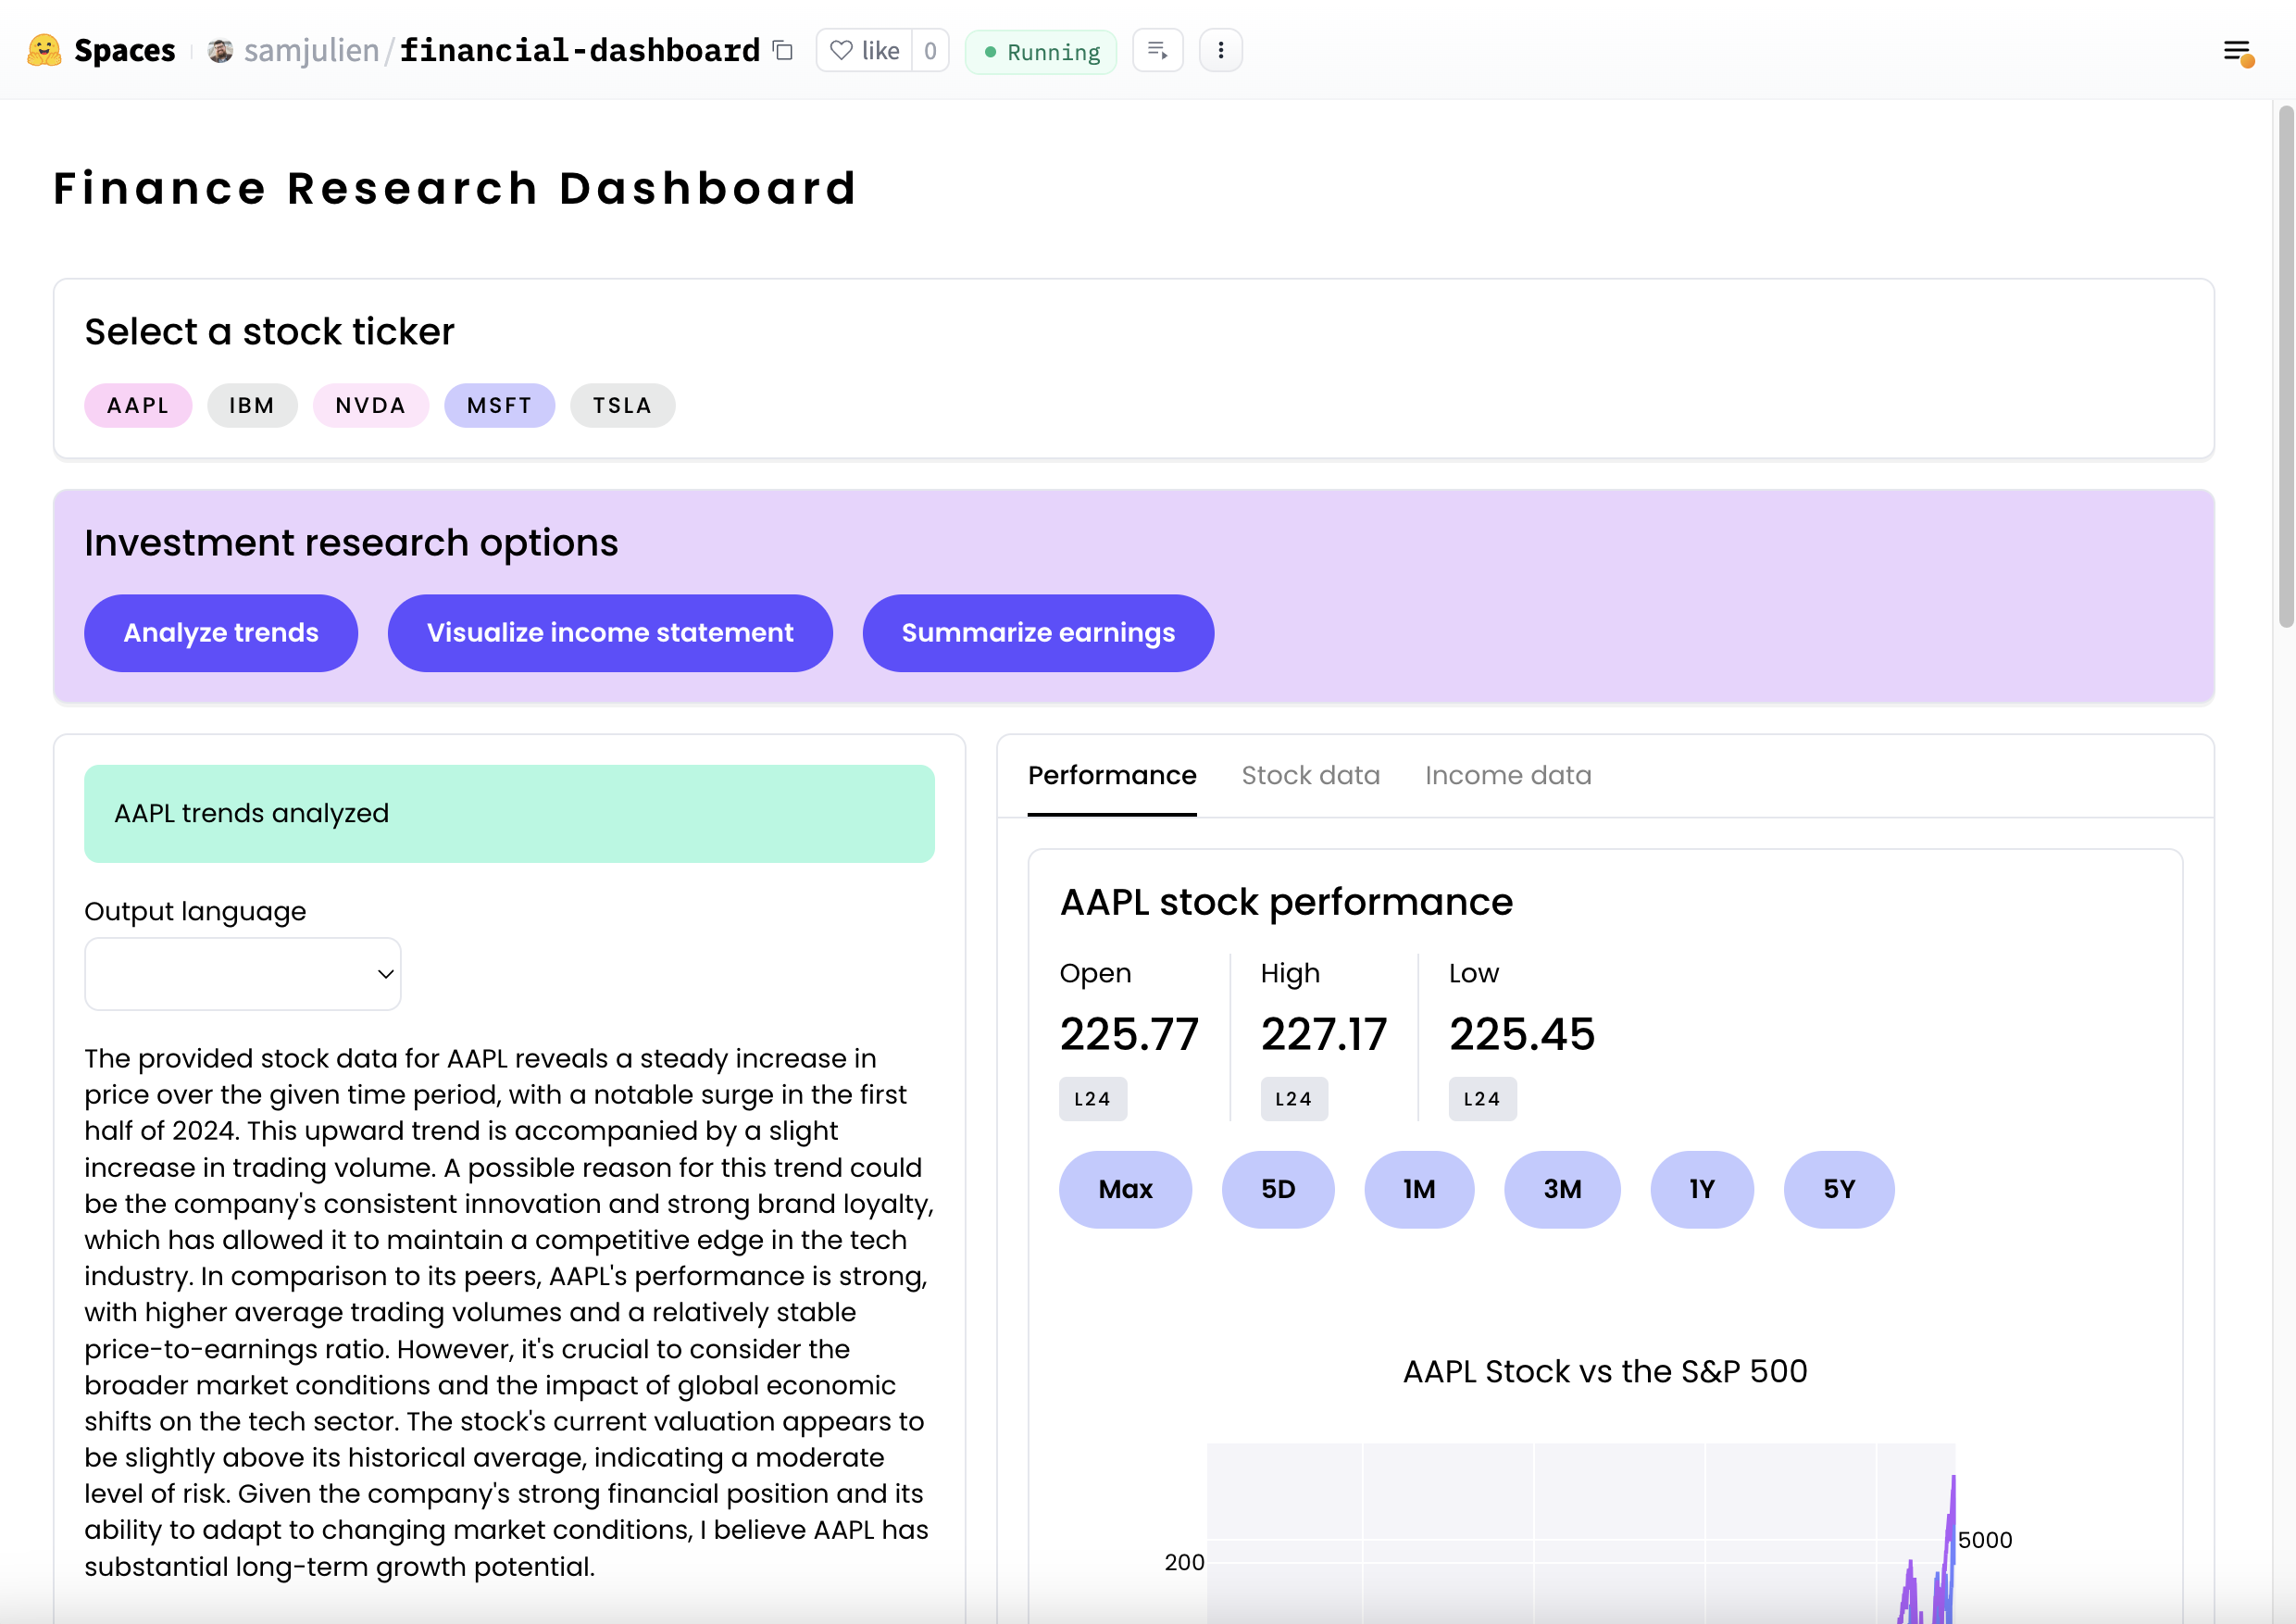 Spaces samjulien/financial-dashboard like 0 Running
Finance Research Dashboard
Select a stock ticker
AAPL IBM NVDA MSFT TSLA
Investment research options
Analyze trends Visualize income statement Summarize earnings
AAPL trends analyzed
Output language
The provided stock data for AAPL reveals a steady increase in
price over the given time period, with a notable surge in the first
half of 2024. This upward trend is accompanied by a slight
increase in trading volume. A possible reason for this trend could
be the company's consistent innovation and strong brand loyalty,
which has allowed it to maintain a competitive edge in the tech
industry. In comparison to its peers, AAPL's performance is strong,
with higher average trading volumes and a relatively stable
price-to-earnings ratio. However, it's crucial to consider the
broader market conditions and the impact of global economic
shifts on the tech sector. The stock's current valuation appears to
be slightly above its historical average, indicating a moderate
level of risk. Given the company's strong financial position and its
ability to adapt to changing market conditions, I believe AAPL has
substantial long-term growth potential.
Performance Stock data Income data
AAPL stock performance
Open High Low
225.77 227.17 225.45
L24 L24 L24
Max 5D 1M 3M 1Y 5Y
AAPL Stock vs the S&P 500
5000
200